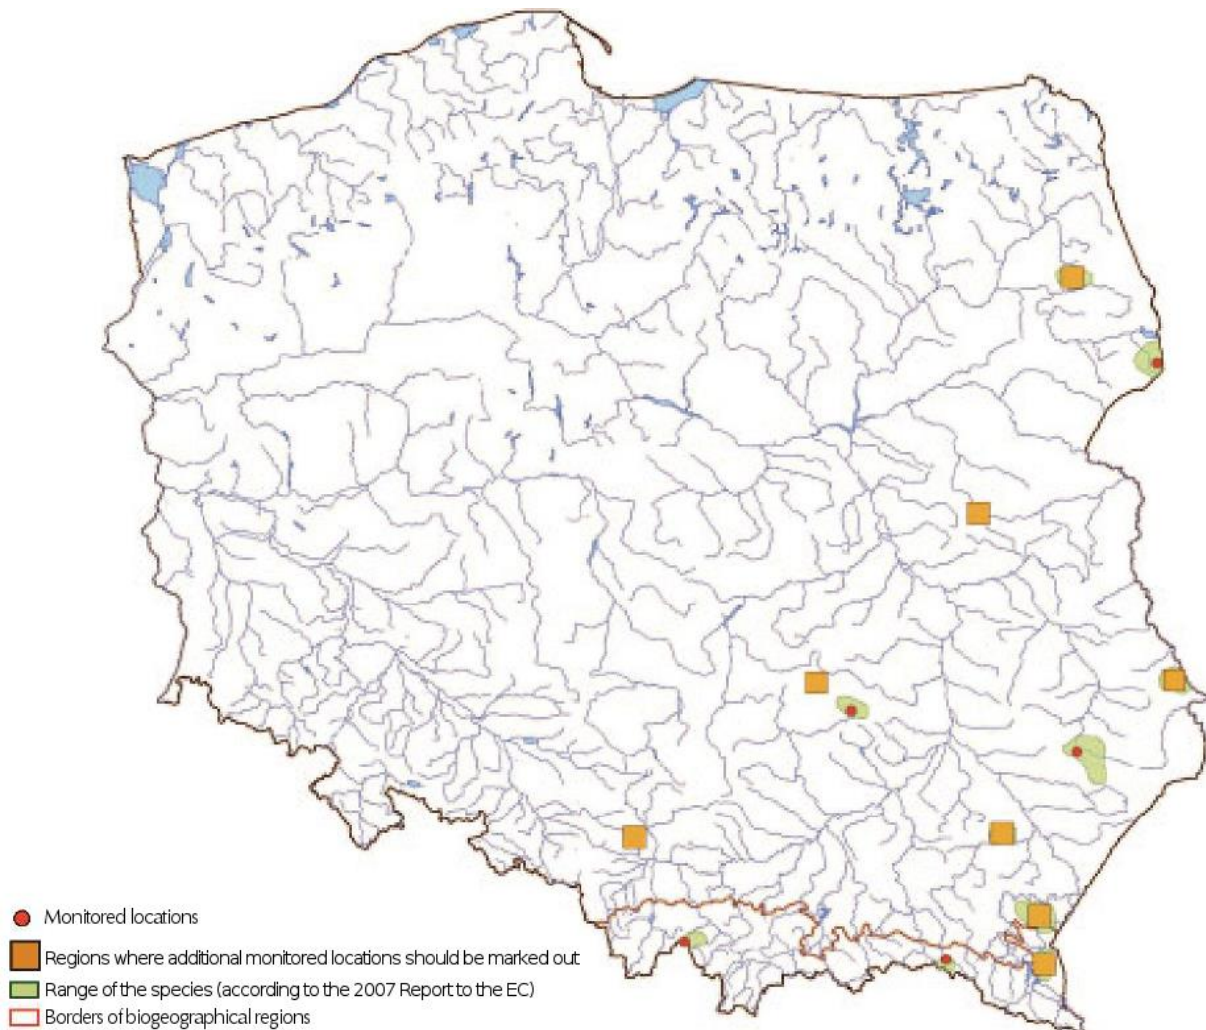 Monitored locations
Regions where additional monitored locations should be marked out
Range of the species (according to the 2007 Report to the EC)
Borders of biogeographical regions